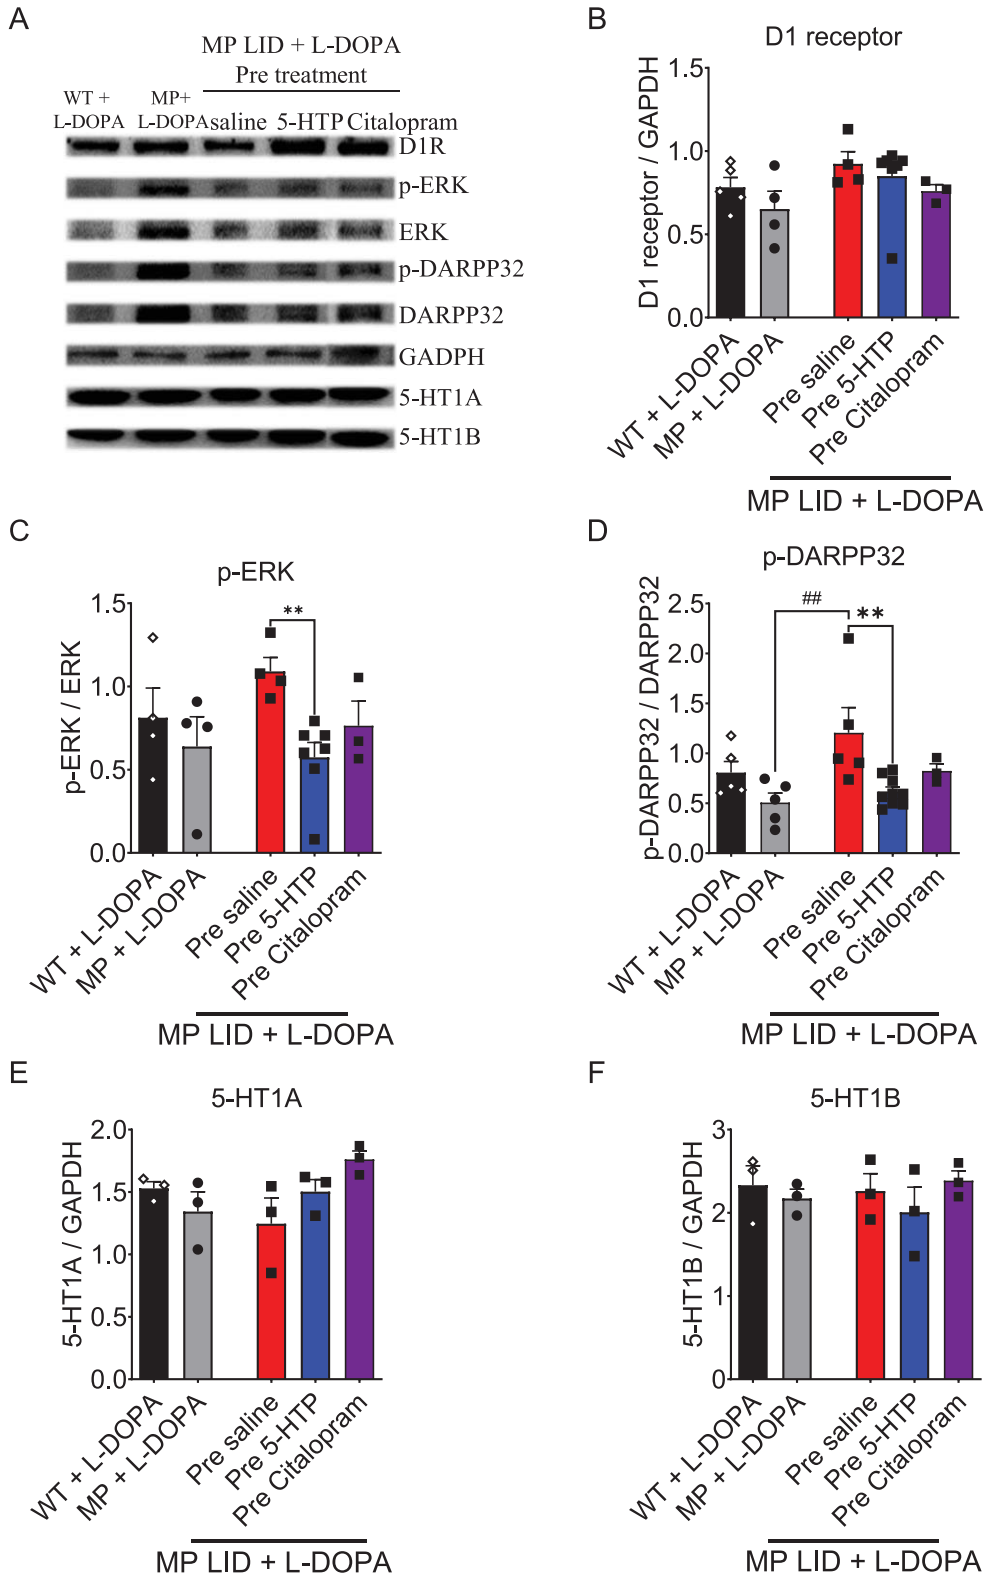 A
MP LID + L-DOPA
Pre treatment
WT +
L-DOPA
MP+
L-DOPA
saline
5-HTP
Citalopram
D1R
p-ERK
ERK
p-DARPP32
DARPP32
GADPH
5-HT1A
5-HT1B
B
D1 receptor
D1 receptor / GAPDH
1.5
1.0
0.5
0.0
WT + L-DOPA
MP + L-DOPA
Pre saline
Pre 5-HTP
Pre Citalopram
MP LID + L-DOPA
C
p-ERK
p-ERK / ERK
1.5
1.0
0.5
0.0
**
WT + L-DOPA
MP + L-DOPA
Pre saline
Pre 5-HTP
Pre Citalopram
MP LID + L-DOPA
D
p-DARPP32
p-DARPP32 / DARPP32
2.5
2.0
1.5
1.0
0.5
0.0
##
**
WT + L-DOPA
MP + L-DOPA
Pre saline
Pre 5-HTP
Pre Citalopram
MP LID + L-DOPA
E
5-HT1A
5-HT1A / GAPDH
2.0
1.5
1.0
0.5
0.0
WT + L-DOPA
MP + L-DOPA
Pre saline
Pre 5-HTP
Pre Citalopram
MP LID + L-DOPA
F
5-HT1B
5-HT1B / GAPDH
3
2
1
0
WT + L-DOPA
MP + L-DOPA
Pre saline
Pre 5-HTP
Pre Citalopram
MP LID + L-DOPA